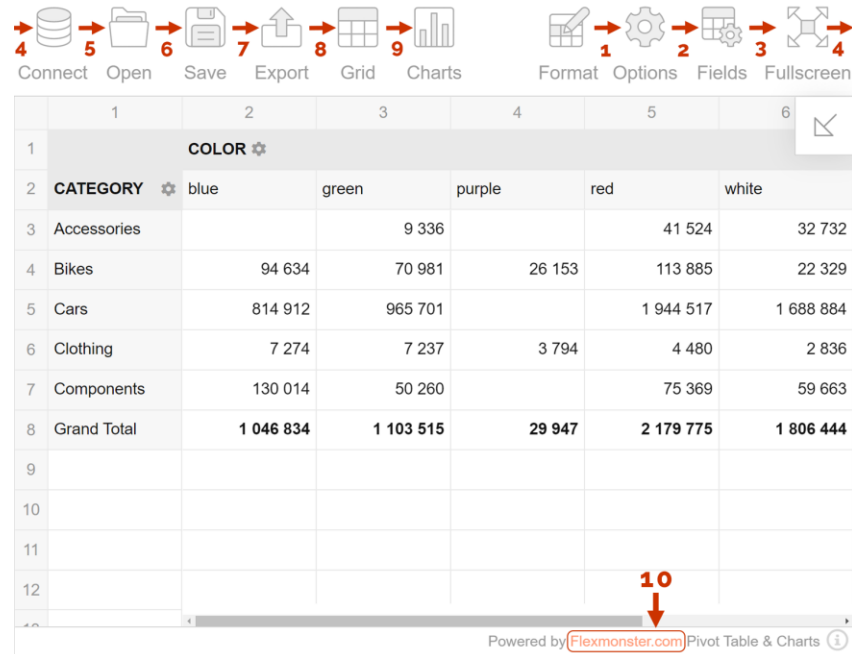 4 5 6 7 8 9 1 2 3 4
Connect Open Save Export Grid Charts Format Options Fields Fullscreen
1 2 3 4 5 6
1 COLOR
2 CATEGORY blue green purple red white
3 Accessories 9 336 41 524 32 732
4 Bikes 94 634 70 981 26 153 113 885 22 329
5 Cars 814 912 965 701 1 944 517 1 688 884
6 Clothing 7 274 7 237 3 794 4 480 2 836
7 Components 130 014 50 260 75 369 59 663
8 Grand Total 1 046 834 1 103 515 29 947 2 179 775 1 806 444
9
10
11
12
10
Powered by Flexmonster.com Pivot Table & Charts i